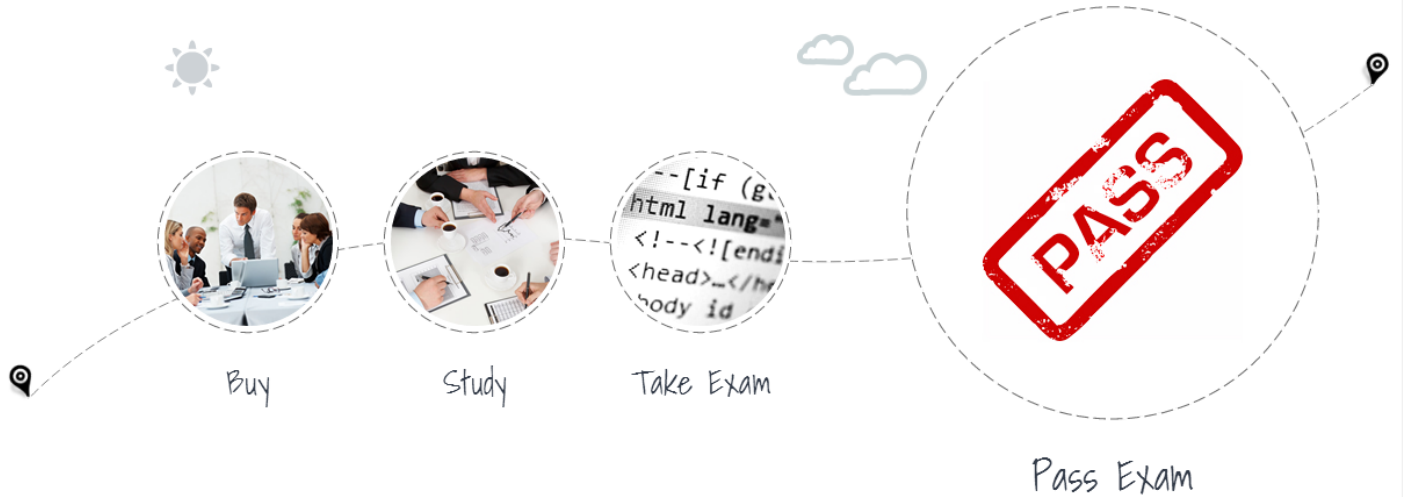 PASS
--[if (g
html lang="
<!--<![endi
<head>…</he
body id
Buy
Study
Take Exam
Pass Exam